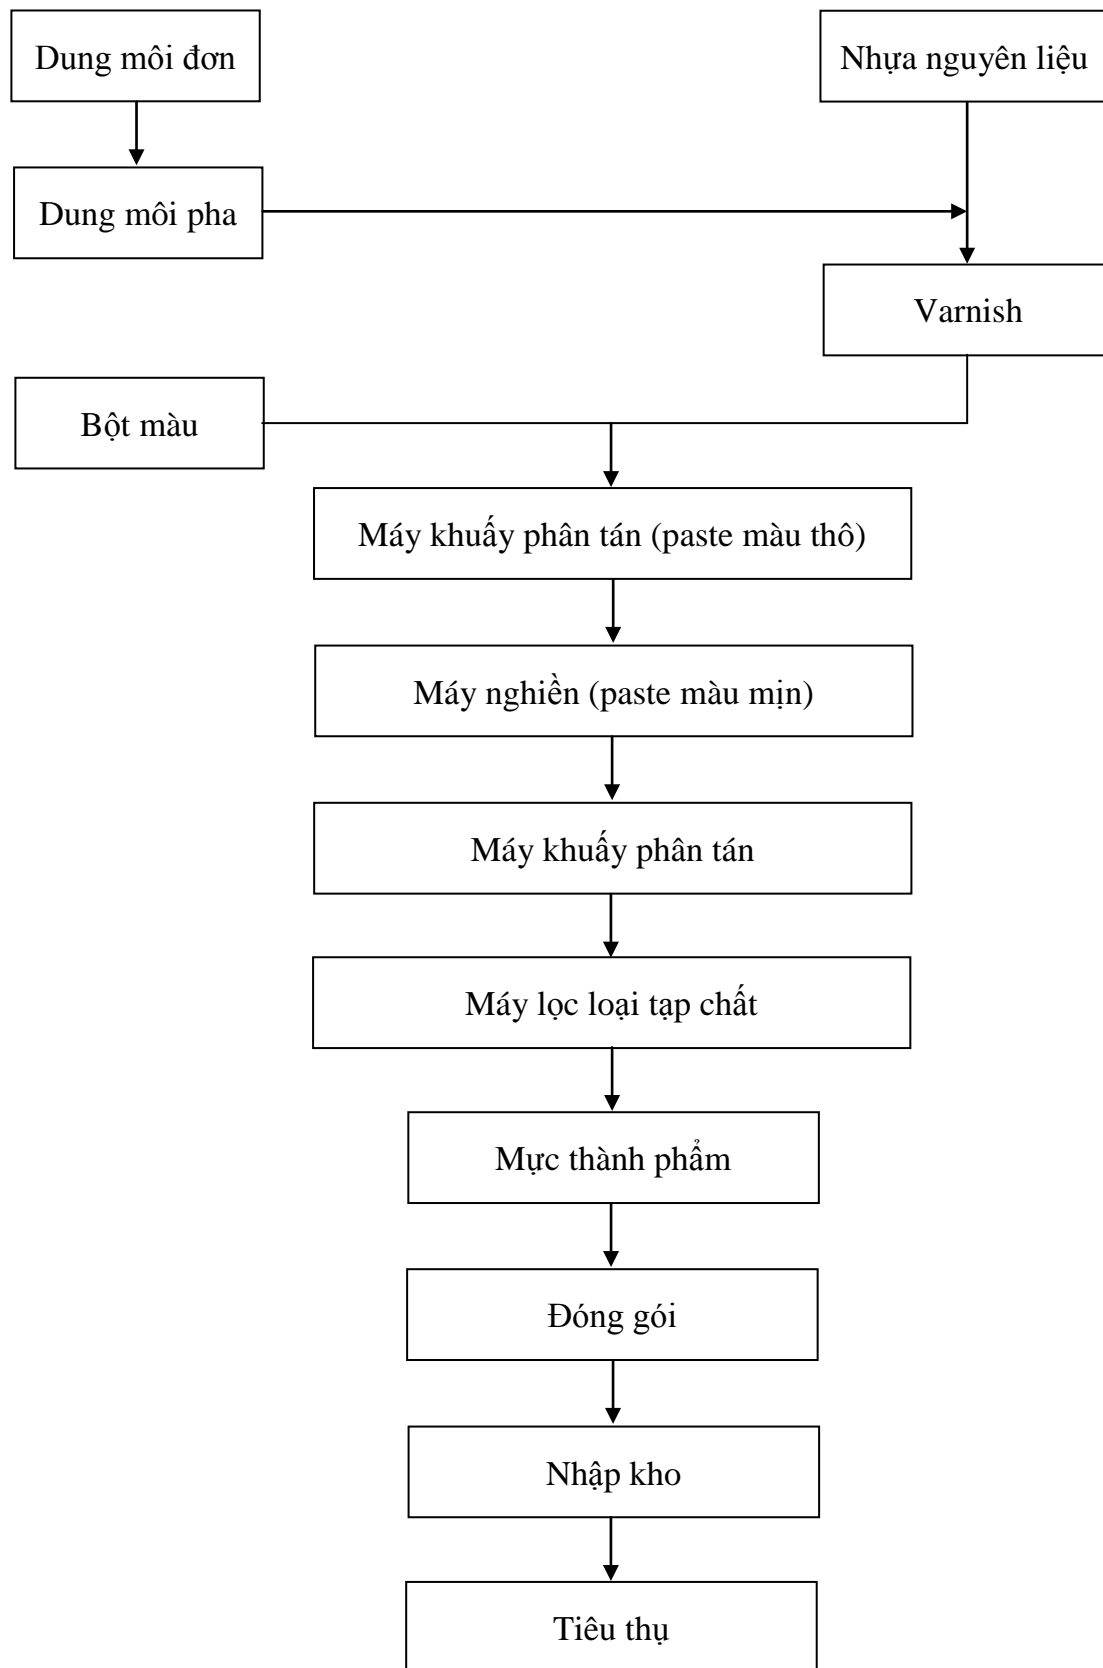 Dung môi đơn
Nhựa nguyên liệu
Dung môi pha
Varnish
Bột màu
Máy khuấy phân tán (paste màu thô)
Máy nghiền (paste màu mịn)
Máy khuấy phân tán
Máy lọc loại tạp chất
Mực thành phẩm
Đóng gói
Nhập kho
Tiêu thụ